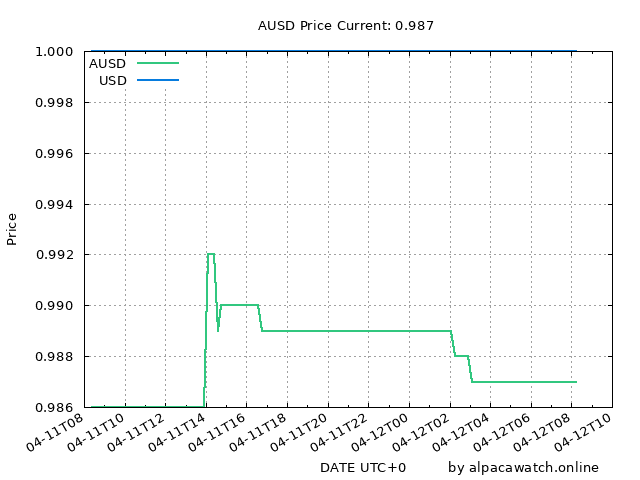 AUSD Price Current: 0.987
1.000
AUSD
USD
0.998
0.996
0.994
0.992
Price
0.990
0.988
0.986
04-11T08
04-11T10
04-11T12
04-11T14
04-11T16
04-11T18
04-11T20
04-11T22
04-12T00
04-12T02
04-12T04
04-12T06
04-12T08
04-12T10
DATE UTC+0
by alpacawatch.online